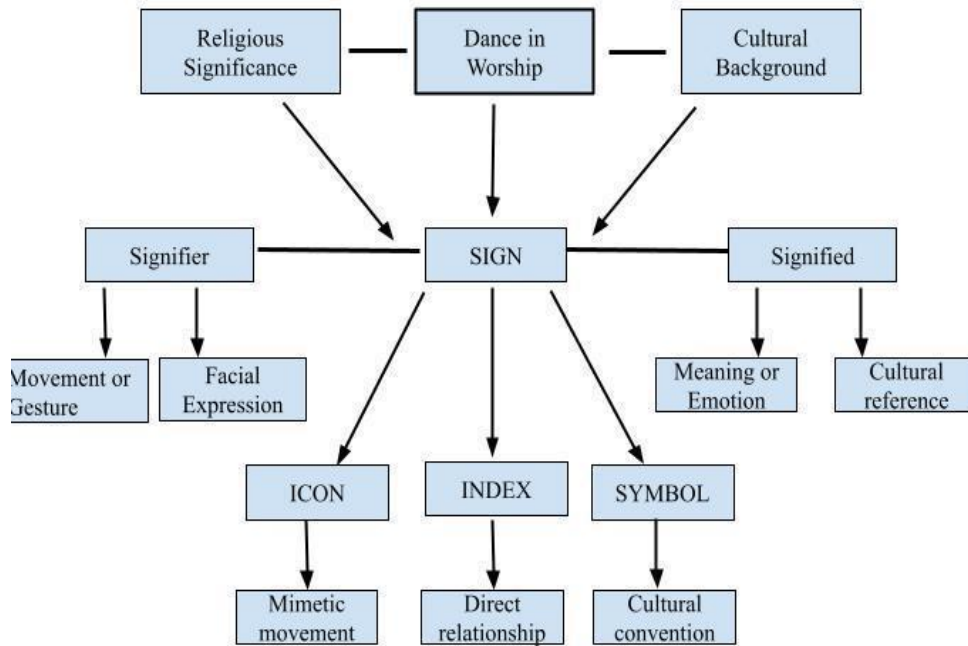 Religious
Significance
Dance in
Worship
Cultural
Background
Signifier
SIGN
Signified
Movement or
Gesture
Facial
Expression
Meaning or
Emotion
Cultural
reference
ICON
INDEX
SYMBOL
Mimetic
movement
Direct
relationship
Cultural
convention